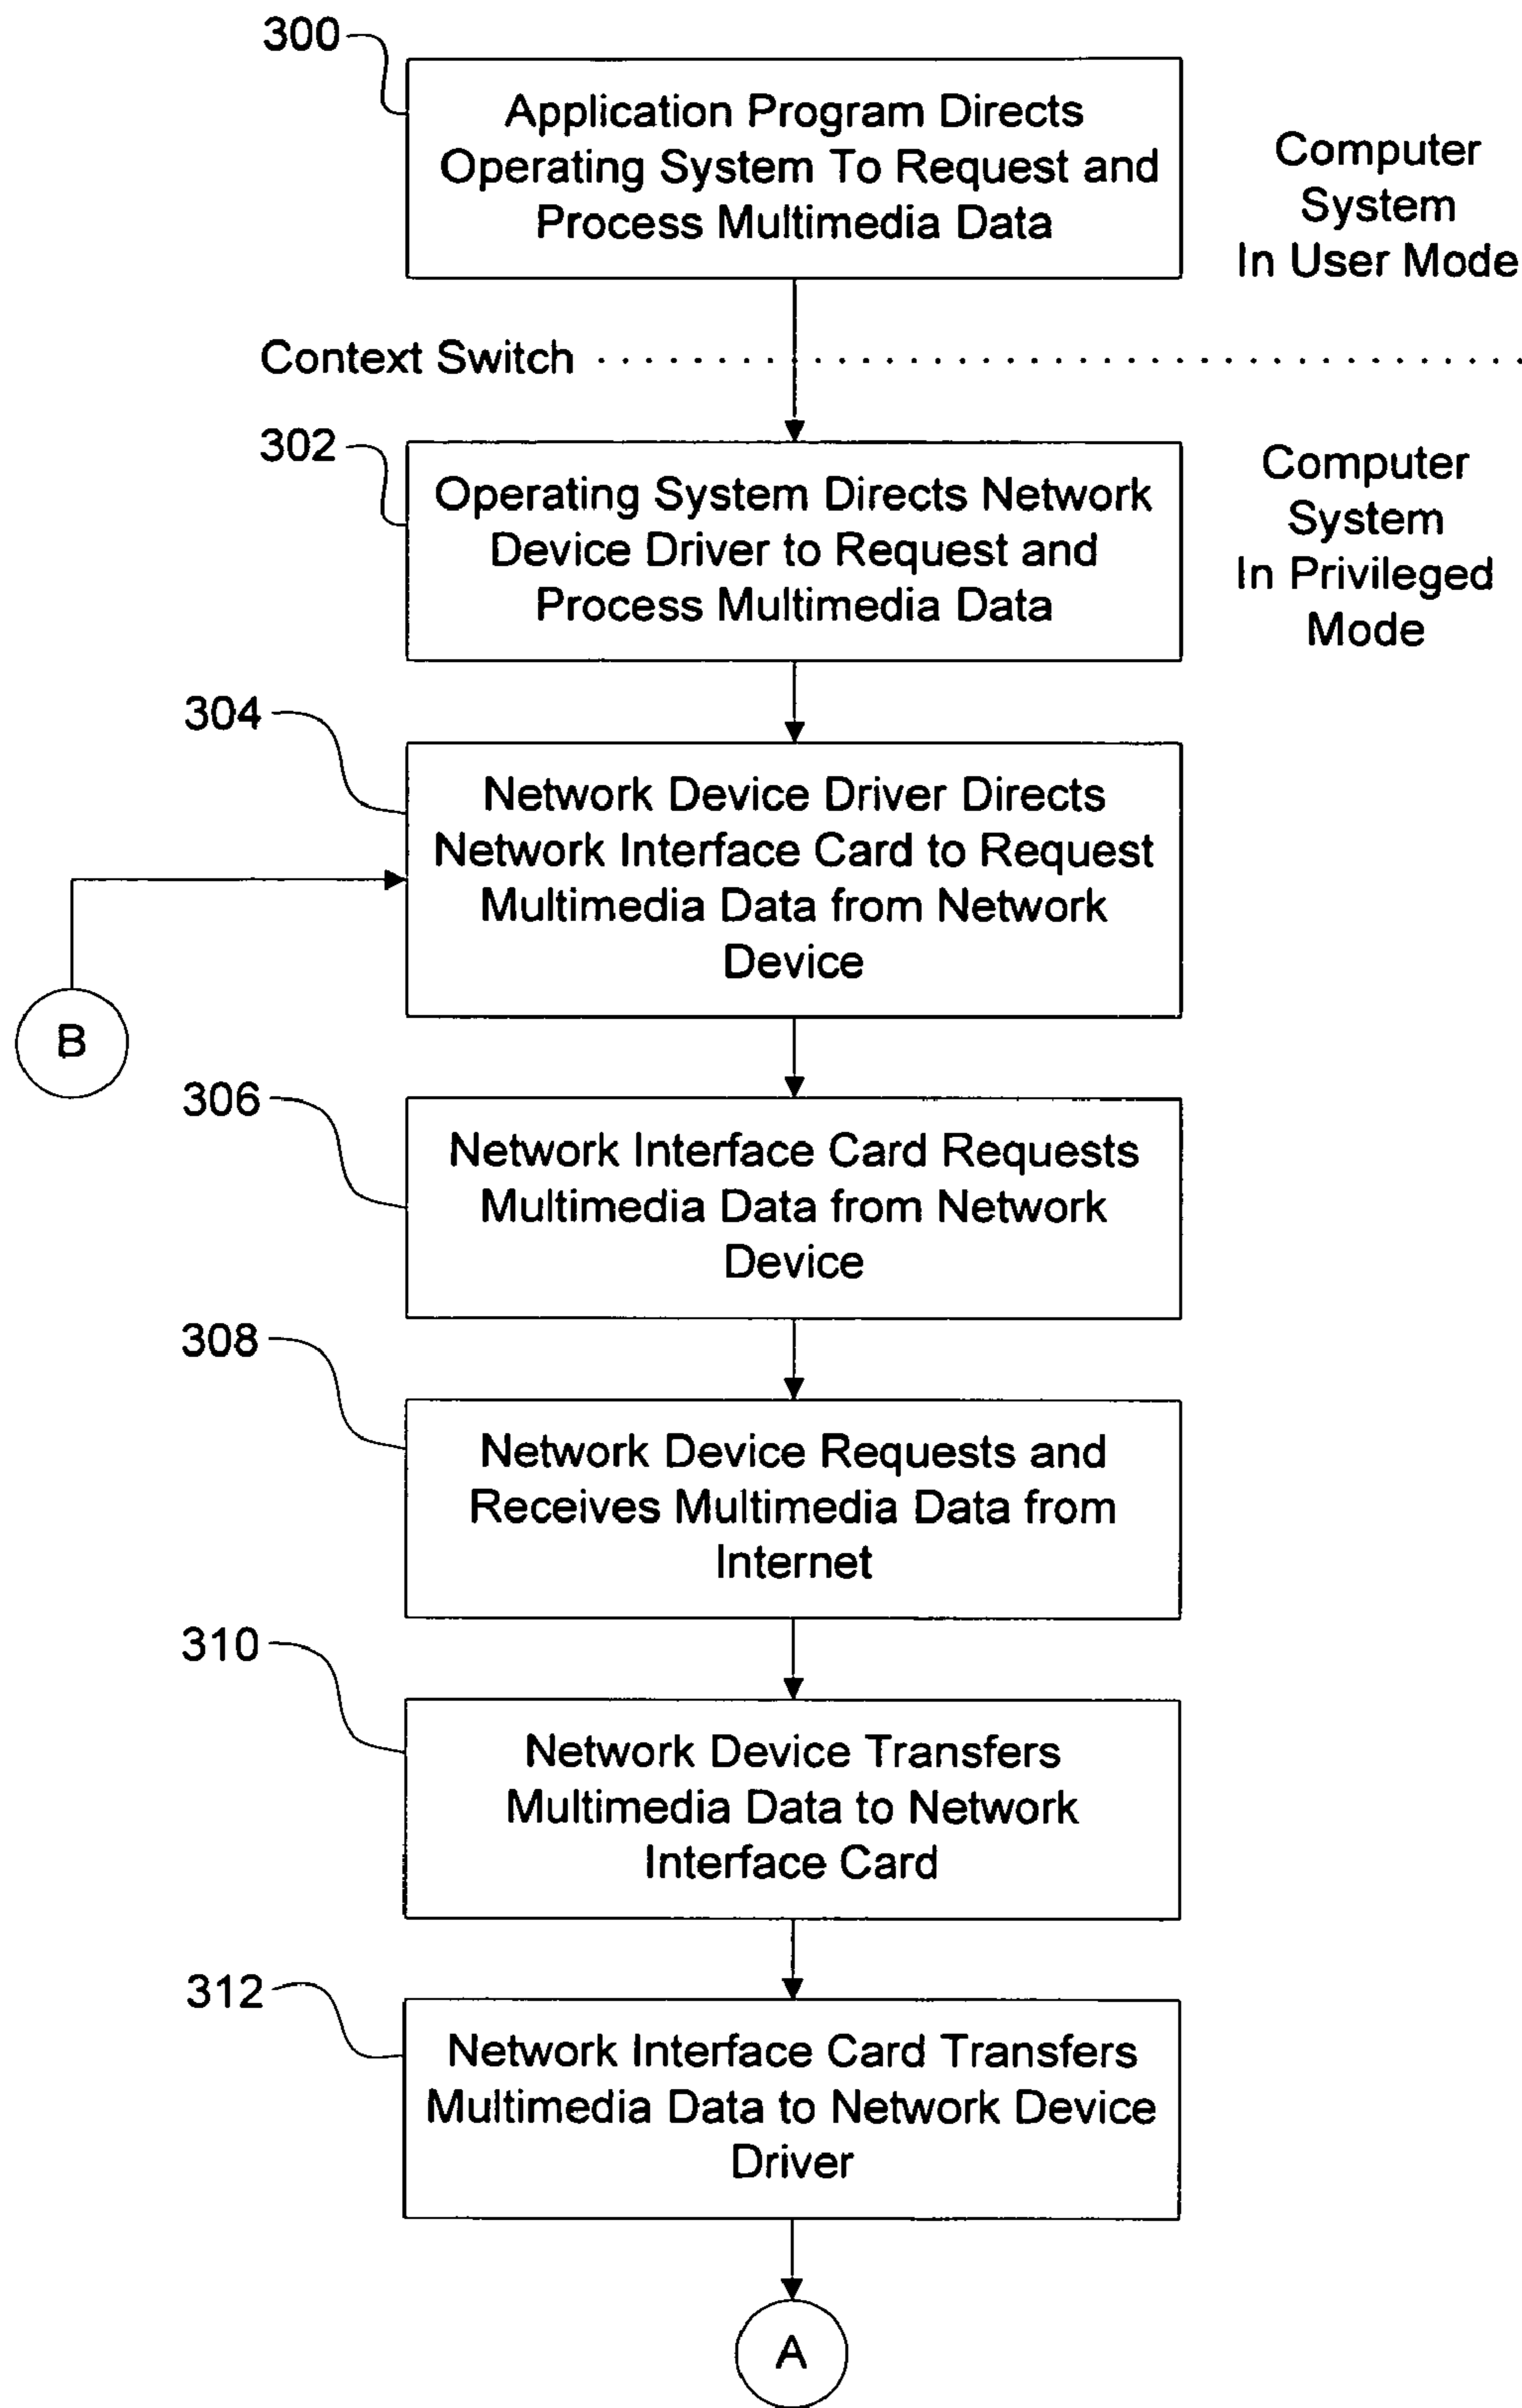 300
Application Program Directs
Operating System To Request and
Process Multimedia Data
Computer
System
In User Mode
Context Switch
302
Operating System Directs Network
Device Driver to Request and
Process Multimedia Data
Computer
System
In Privileged
Mode
304
Network Device Driver Directs
Network Interface Card to Request
Multimedia Data from Network
Device
B
306
Network Interface Card Requests
Multimedia Data from Network
Device
308
Network Device Requests and
Receives Multimedia Data from
Internet
310
Network Device Transfers
Multimedia Data to Network
Interface Card
312
Network Interface Card Transfers
Multimedia Data to Network Device
Driver
A